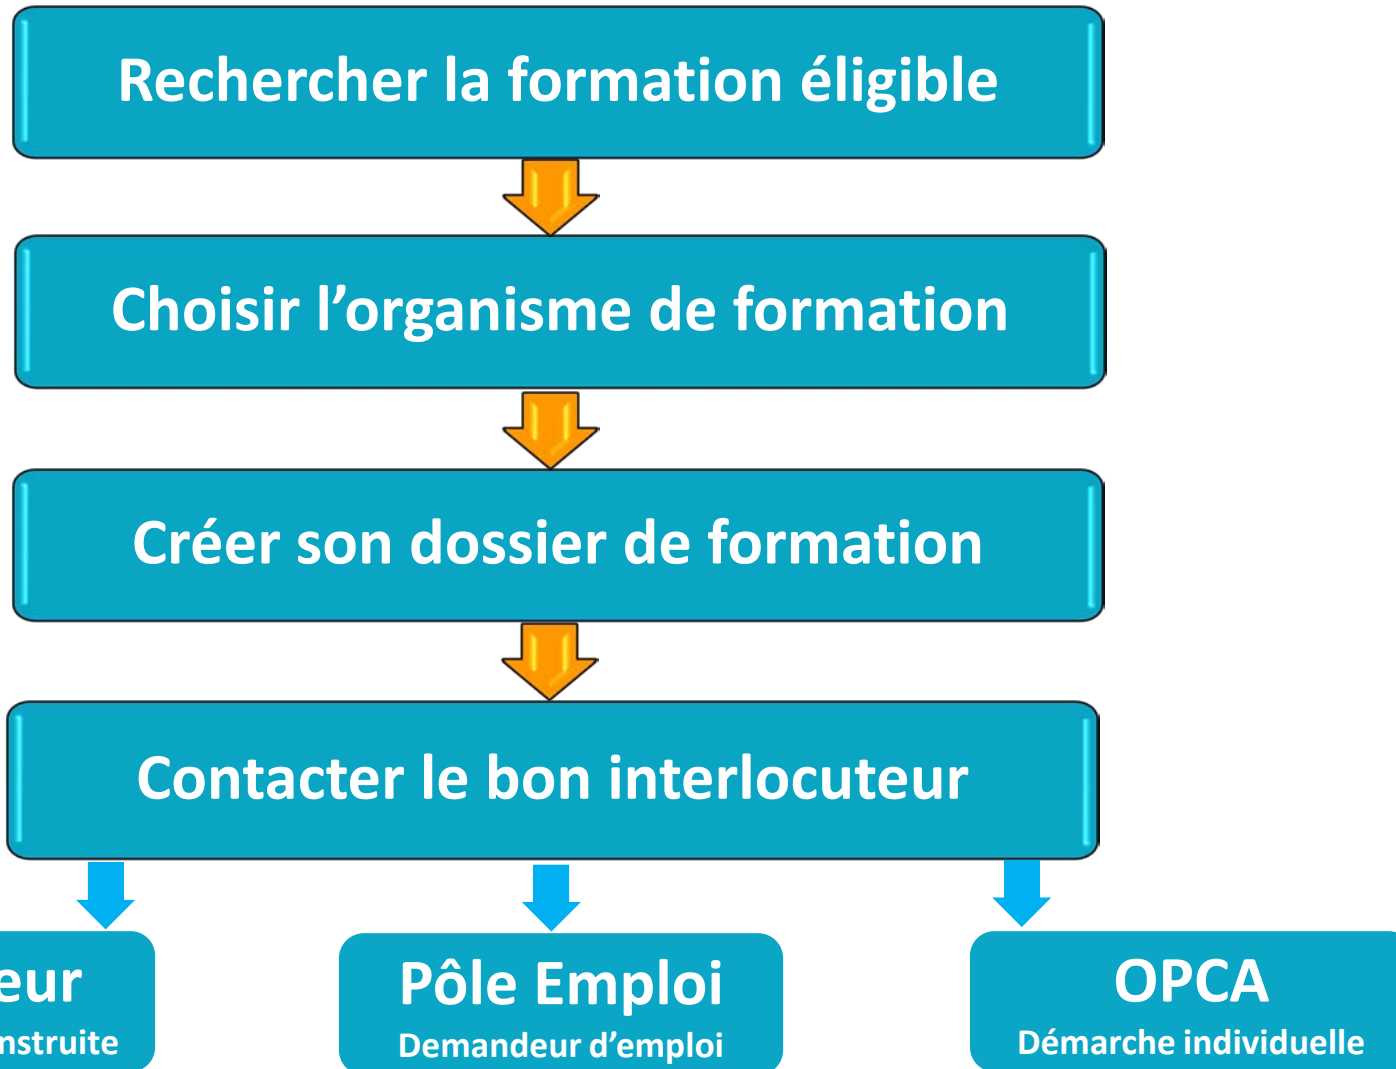 Rechercher la formation éligible
Choisir l’organisme de formation
Créer son dossier de formation
Contacter le bon interlocuteur
eur
nstruite
Pôle Emploi
Demandeur d’emploi
OPCA
Démarche individuelle